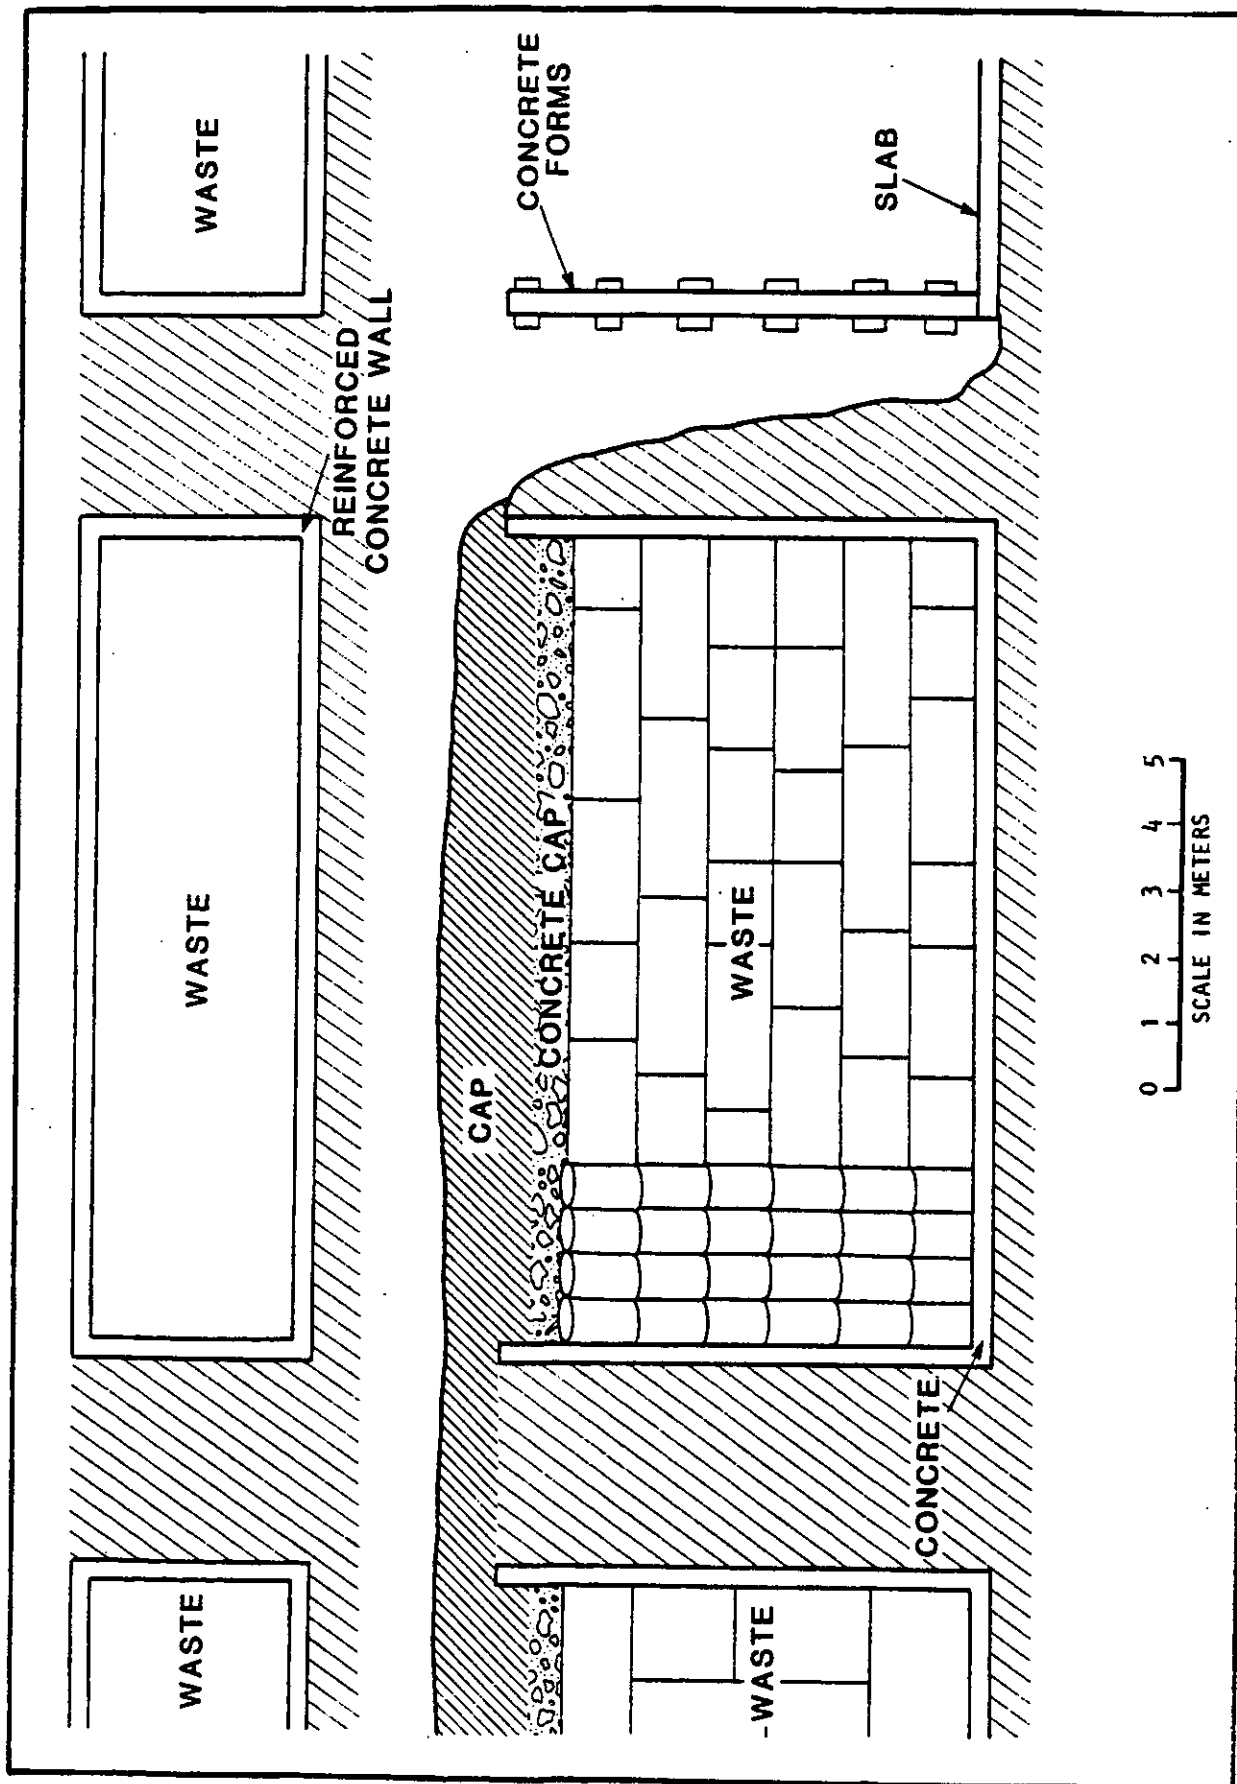 WASTE
WASTE
WASTE
REINFORCED
CONCRETE WALL
CAP
CONCRETE CAP
CONCRETE
FORMS
WASTE
WASTE
CONCRETE
SLAB
0 1 2 3 4 5
SCALE IN METERS